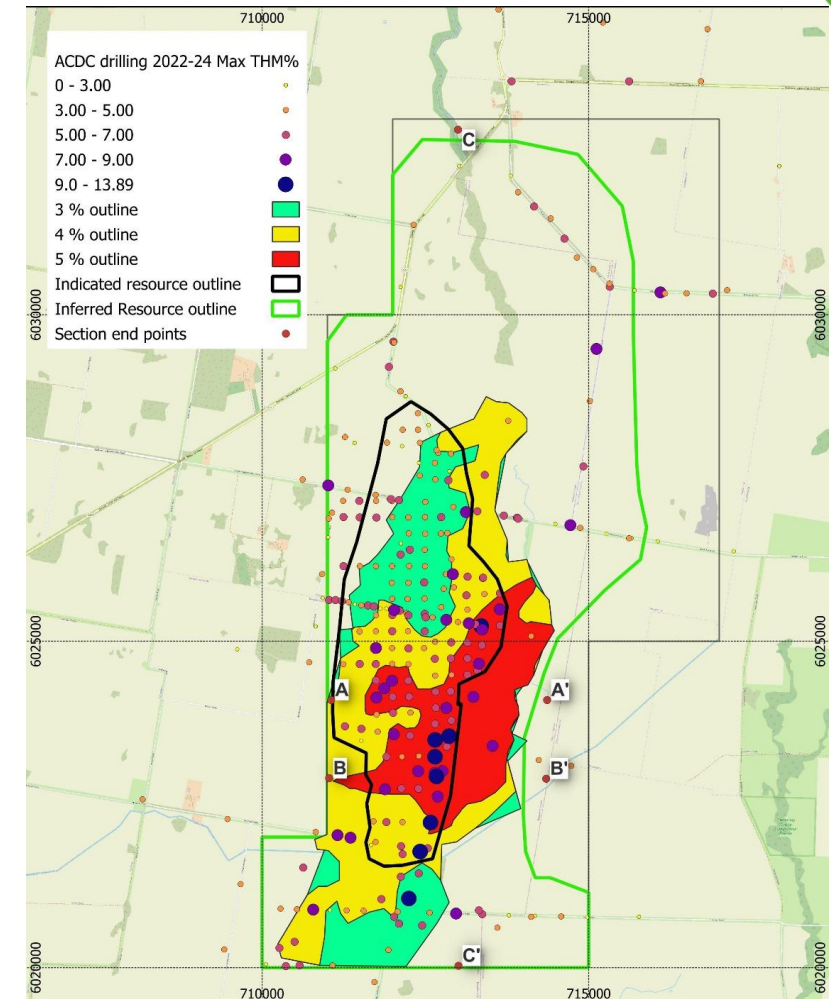 710000
715000
ACDC drilling 2022-24 Max THM%
0 - 3.00
3.00 - 5.00
5.00 - 7.00
7.00 - 9.00
9.0 - 13.89
3 % outline
4 % outline
5 % outline
Indicated resource outline
Inferred Resource outline
Section end points
C
6030000
6030000
6025000
6025000
A
A'
B
B'
C'
6020000
6020000
710000
715000